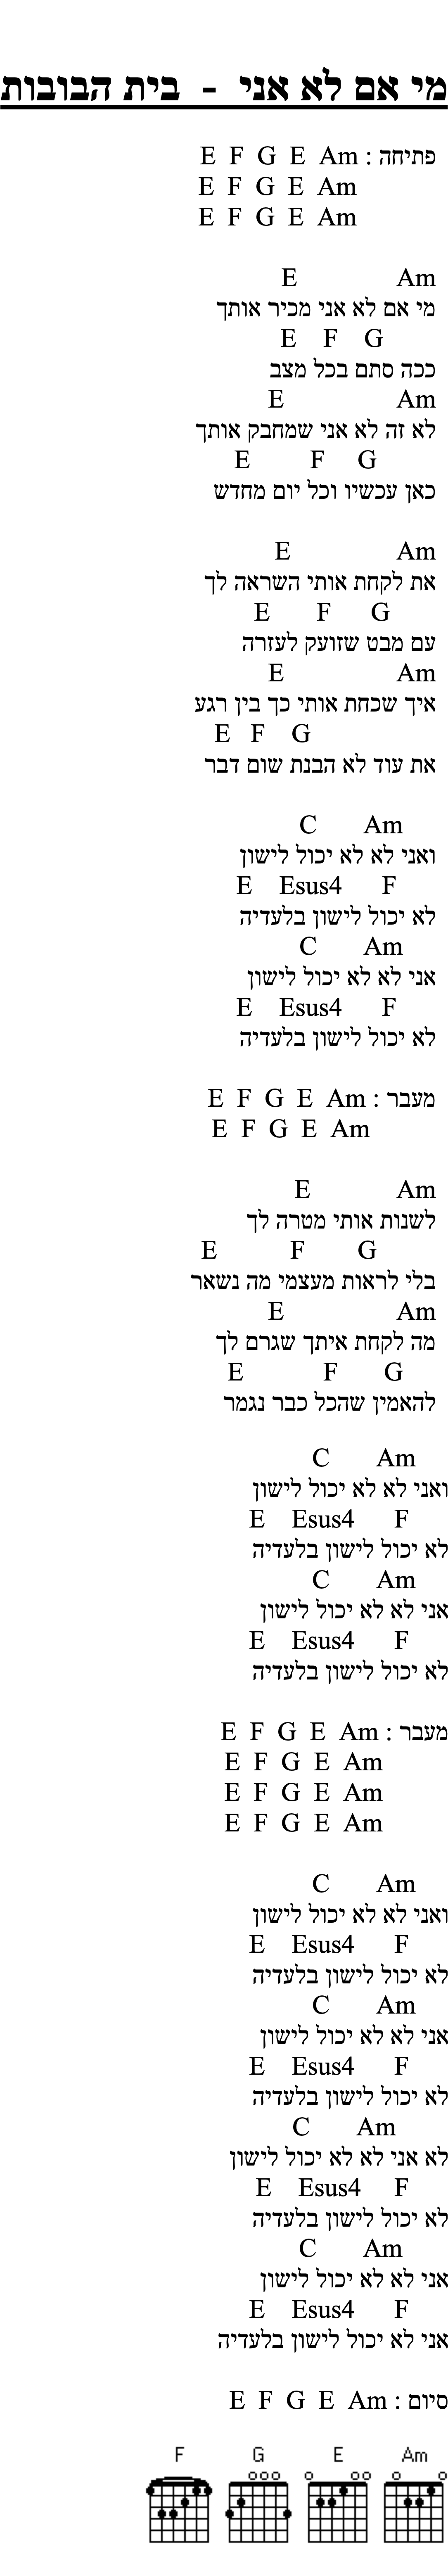 מי אם לא אני - בית הבובות
פתיחה : E F G E Am
E F G E Am
E F G E Am
E Am
מי אם לא אני מכיר אותך
E F G
ככה סתם בכל מצב
E Am
לא זה לא אני שמחבק אותך
E F G
כאן עכשיו וכל יום מחדש
E Am
את לקחת אותי השראה לך
E F G
עם מבט שזועק לעזרה
E Am
איך שכחת אותי כך בין רגע
E F G
את עוד לא הבנת שום דבר
C Am
ואני לא לא יכול לישון
E Esus4 F
לא יכול לישון בלעדיה
C Am
אני לא לא יכול לישון
E Esus4 F
לא יכול לישון בלעדיה
מעבר : E F G E Am
E F G E Am
E Am
לשנות אותי מטרה לך
E F G
בלי לראות מעצמי מה נשאר
E Am
מה לקחת איתך שגרם לך
E F G
להאמין שהכל כבר נגמר
C Am
ואני לא לא יכול לישון
E Esus4 F
לא יכול לישון בלעדיה
C Am
אני לא לא יכול לישון
E Esus4 F
לא יכול לישון בלעדיה
מעבר : E F G E Am
E F G E Am
E F G E Am
E F G E Am
C Am
ואני לא לא יכול לישון
E Esus4 F
לא יכול לישון בלעדיה
C Am
אני לא לא יכול לישון
E Esus4 F
לא יכול לישון בלעדיה
C Am
לא אני לא לא יכול לישון
E Esus4 F
לא יכול לישון בלעדיה
C Am
אני לא לא יכול לישון
E Esus4 F
אני לא יכול לישון בלעדיה
סיום : E F G E Am
F G E Am